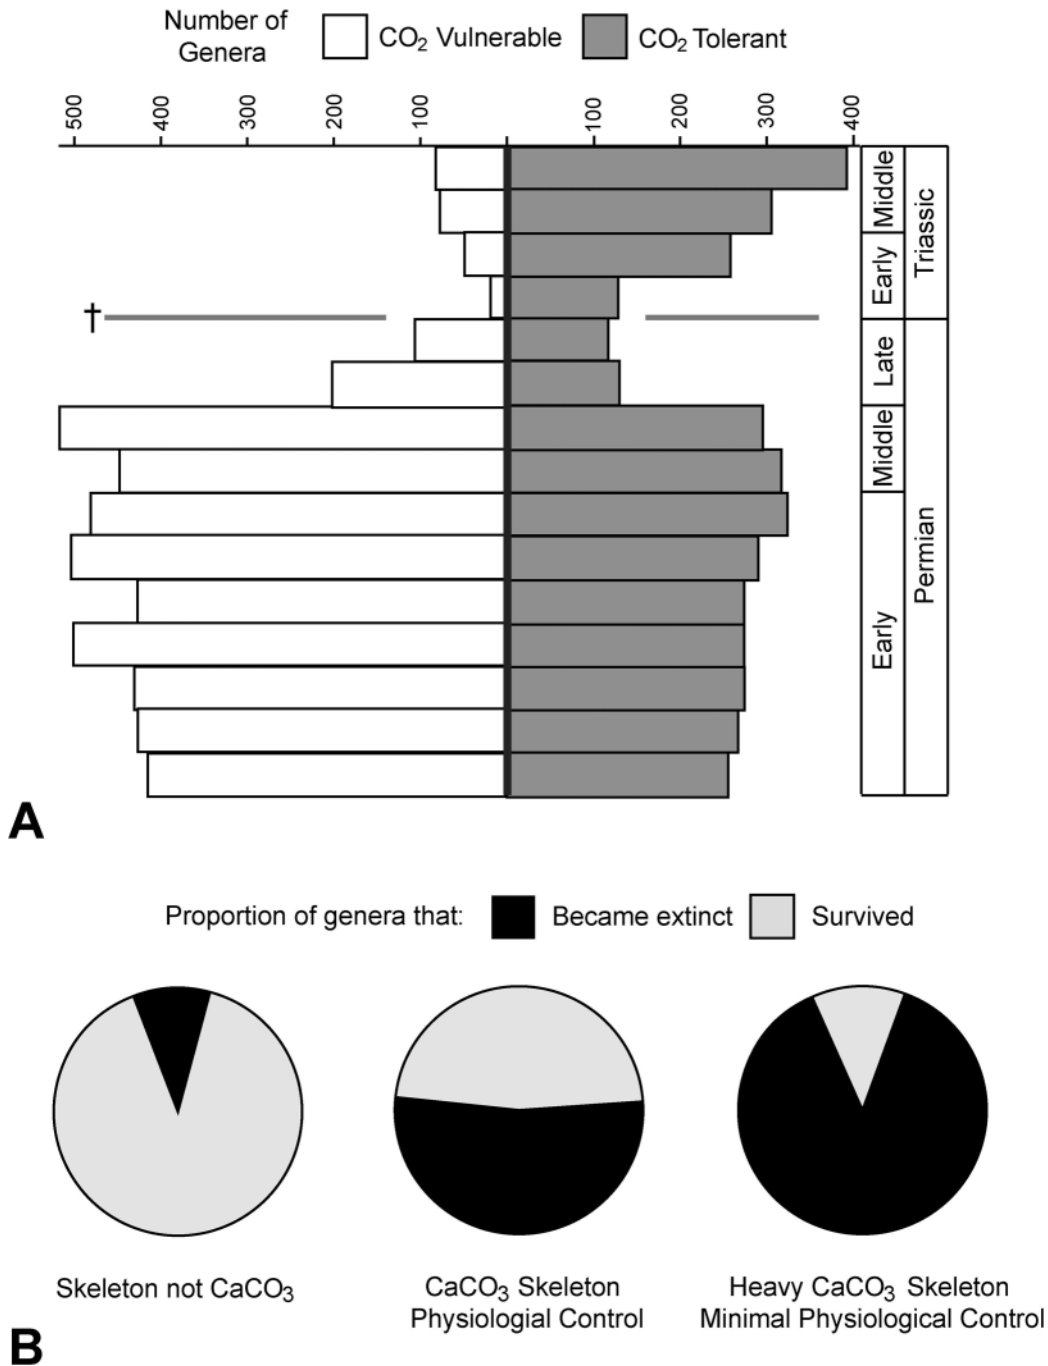 Number of
Genera
CO₂ Vulnerable
CO₂ Tolerant
500 400 300 200 100 100 200 300 400
Middle
Early
Triassic
†
Late
Middle
Early
Permian
A
Proportion of genera that: Became extinct Survived
Skeleton not CaCO₃
CaCO₃ Skeleton
Physiologial Control
Heavy CaCO₃ Skeleton
Minimal Physiological Control
B